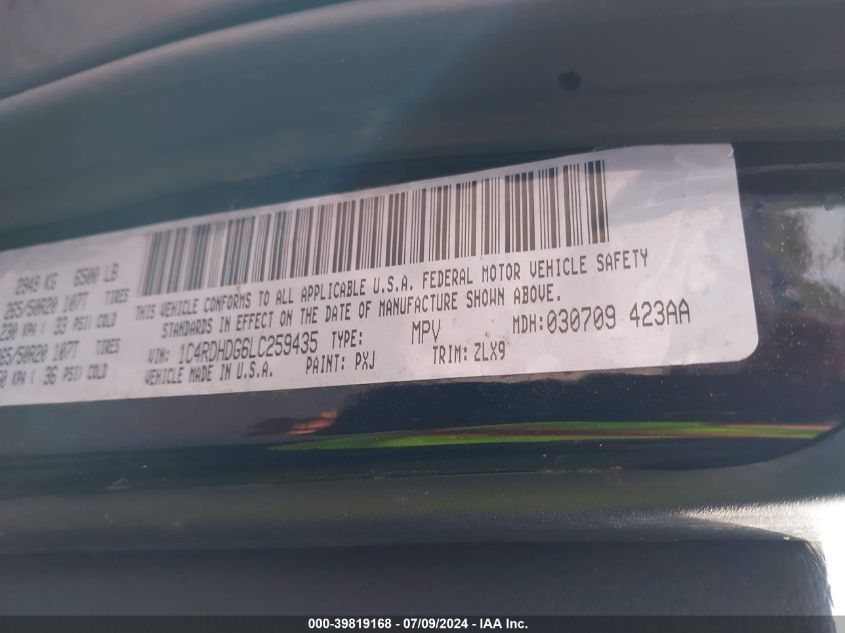 2949 KG 6500 LB
265/50R20 107T TIRES
230 KPA ( 33 PSI) COLD
65/50R20 107T TIRES
50 KPA ( 36 PSI) COLD
THIS VEHICLE CONFORMS TO ALL APPLICABLE U.S.A. FEDERAL MOTOR VEHICLE SAFETY
STANDARDS IN EFFECT ON THE DATE OF MANUFACTURE SHOWN ABOVE.
VIN: 1C4RDHDG6LC259435 TYPE: MPV MDH:030709 423AA
VEHICLE MADE IN U.S.A. PAINT: PXJ TRIM: ZLX9
000-39819168 - 07/09/2024 - IAA Inc.